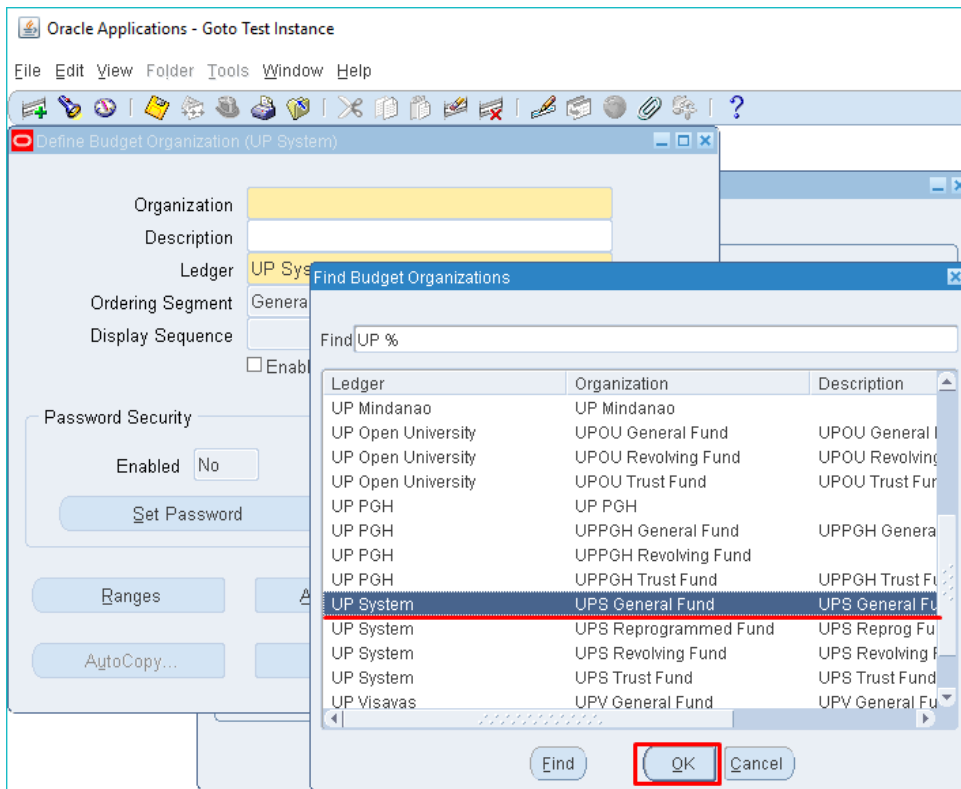 Oracle Applications - Goto Test Instance
File Edit View Folder Tools Window Help
Define Budget Organization (UP System)
Organization
Description
Ledger UP Sys
Ordering Segment Genera
Display Sequence
Enabl
Password Security
Enabled No
Set Password
Ranges A
AutoCopy...
Find Budget Organizations
Find UP %
Ledger Organization Description
UP Mindanao UP Mindanao
UP Open University UPOU General Fund UPOU General
UP Open University UPOU Revolving Fund UPOU Revolving
UP Open University UPOU Trust Fund UPOU Trust Fun
UP PGH UP PGH
UP PGH UPPGH General Fund UPPGH Genera
UP PGH UPPGH Revolving Fund
UP PGH UPPGH Trust Fund UPPGH Trust Fu
UP System UPS General Fund UPS General Fu
UP System UPS Reprogrammed Fund UPS Reprog Fu
UP System UPS Revolving Fund UPS Revolving F
UP System UPS Trust Fund UPS Trust Fund
UP Visayas UPV General Fund UPV General Fu
Find OK Cancel